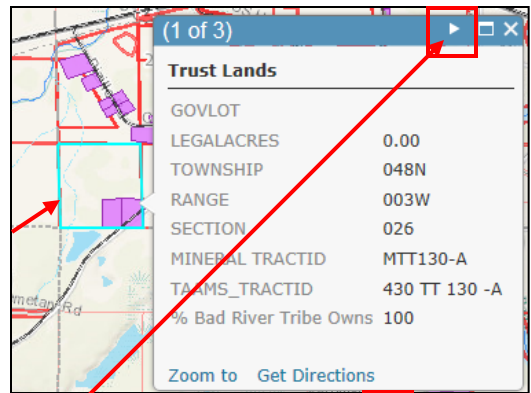 (1 of 3)
Trust Lands
GOVLOT
LEGALACRES 0.00
TOWNSHIP 048N
RANGE 003W
SECTION 026
MINERAL TRACTID MTT130-A
TAAMS_TRACTID 430 TT 130 -A
% Bad River Tribe Owns 100
Zoom to Get Directions
Rd